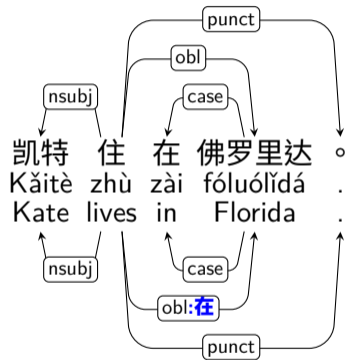 punct
obl
nsubj case
凯特 住 在 佛罗里达 。
Kǎitè zhù zài fóluólǐdá .
Kate lives in Florida .
nsubj case
obl:在
punct